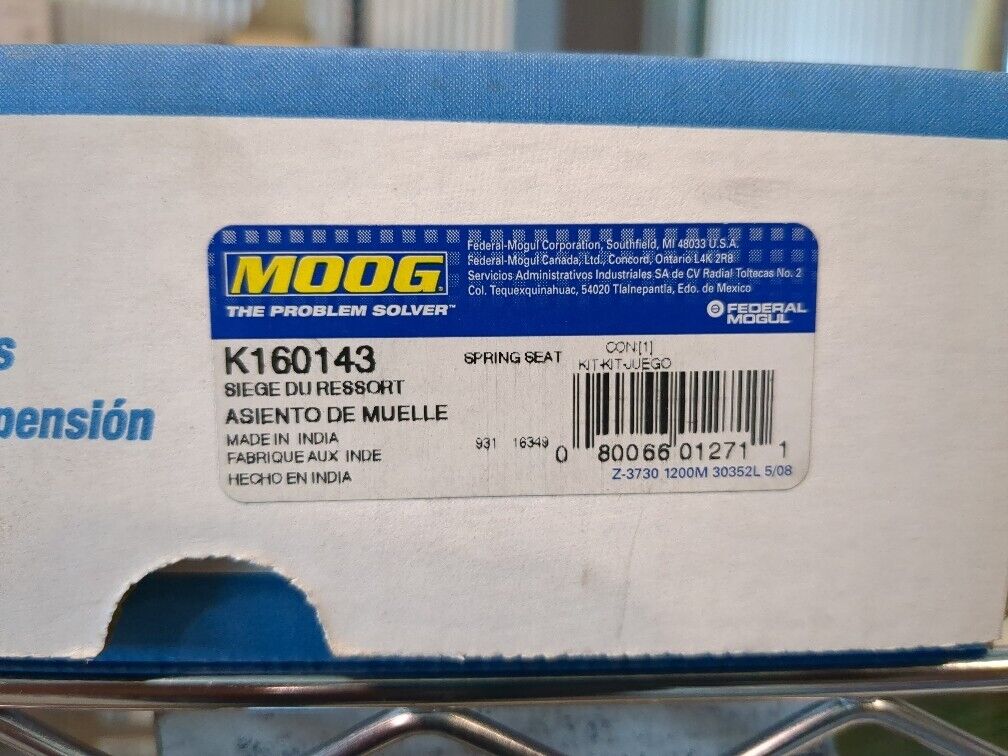 Federal-Mogul Corporation, Southfield, MI 48033 U.S.A.
Federal-Mogul Canada, Ltd., Concord, Ontario L4K 2R8
Servicios Administrativos Industriales SA de CV Radial Toltecas No. 2
Col. Tequexquinahuac, 54020 Tlalnepantla, Edo. de Mexico
MOOG
THE PROBLEM SOLVER™
FEDERAL
MOGUL
K160143
SPRING SEAT
CON[1]
KIT-KIT-JUEGO
SIEGE DU RESSORT
ASIENTO DE MUELLE
MADE IN INDIA
FABRIQUE AUX INDE
HECHO EN INDIA
931 16349
0 80066 01271 1
Z-3730 1200M 30352L 5/08
s
pensión